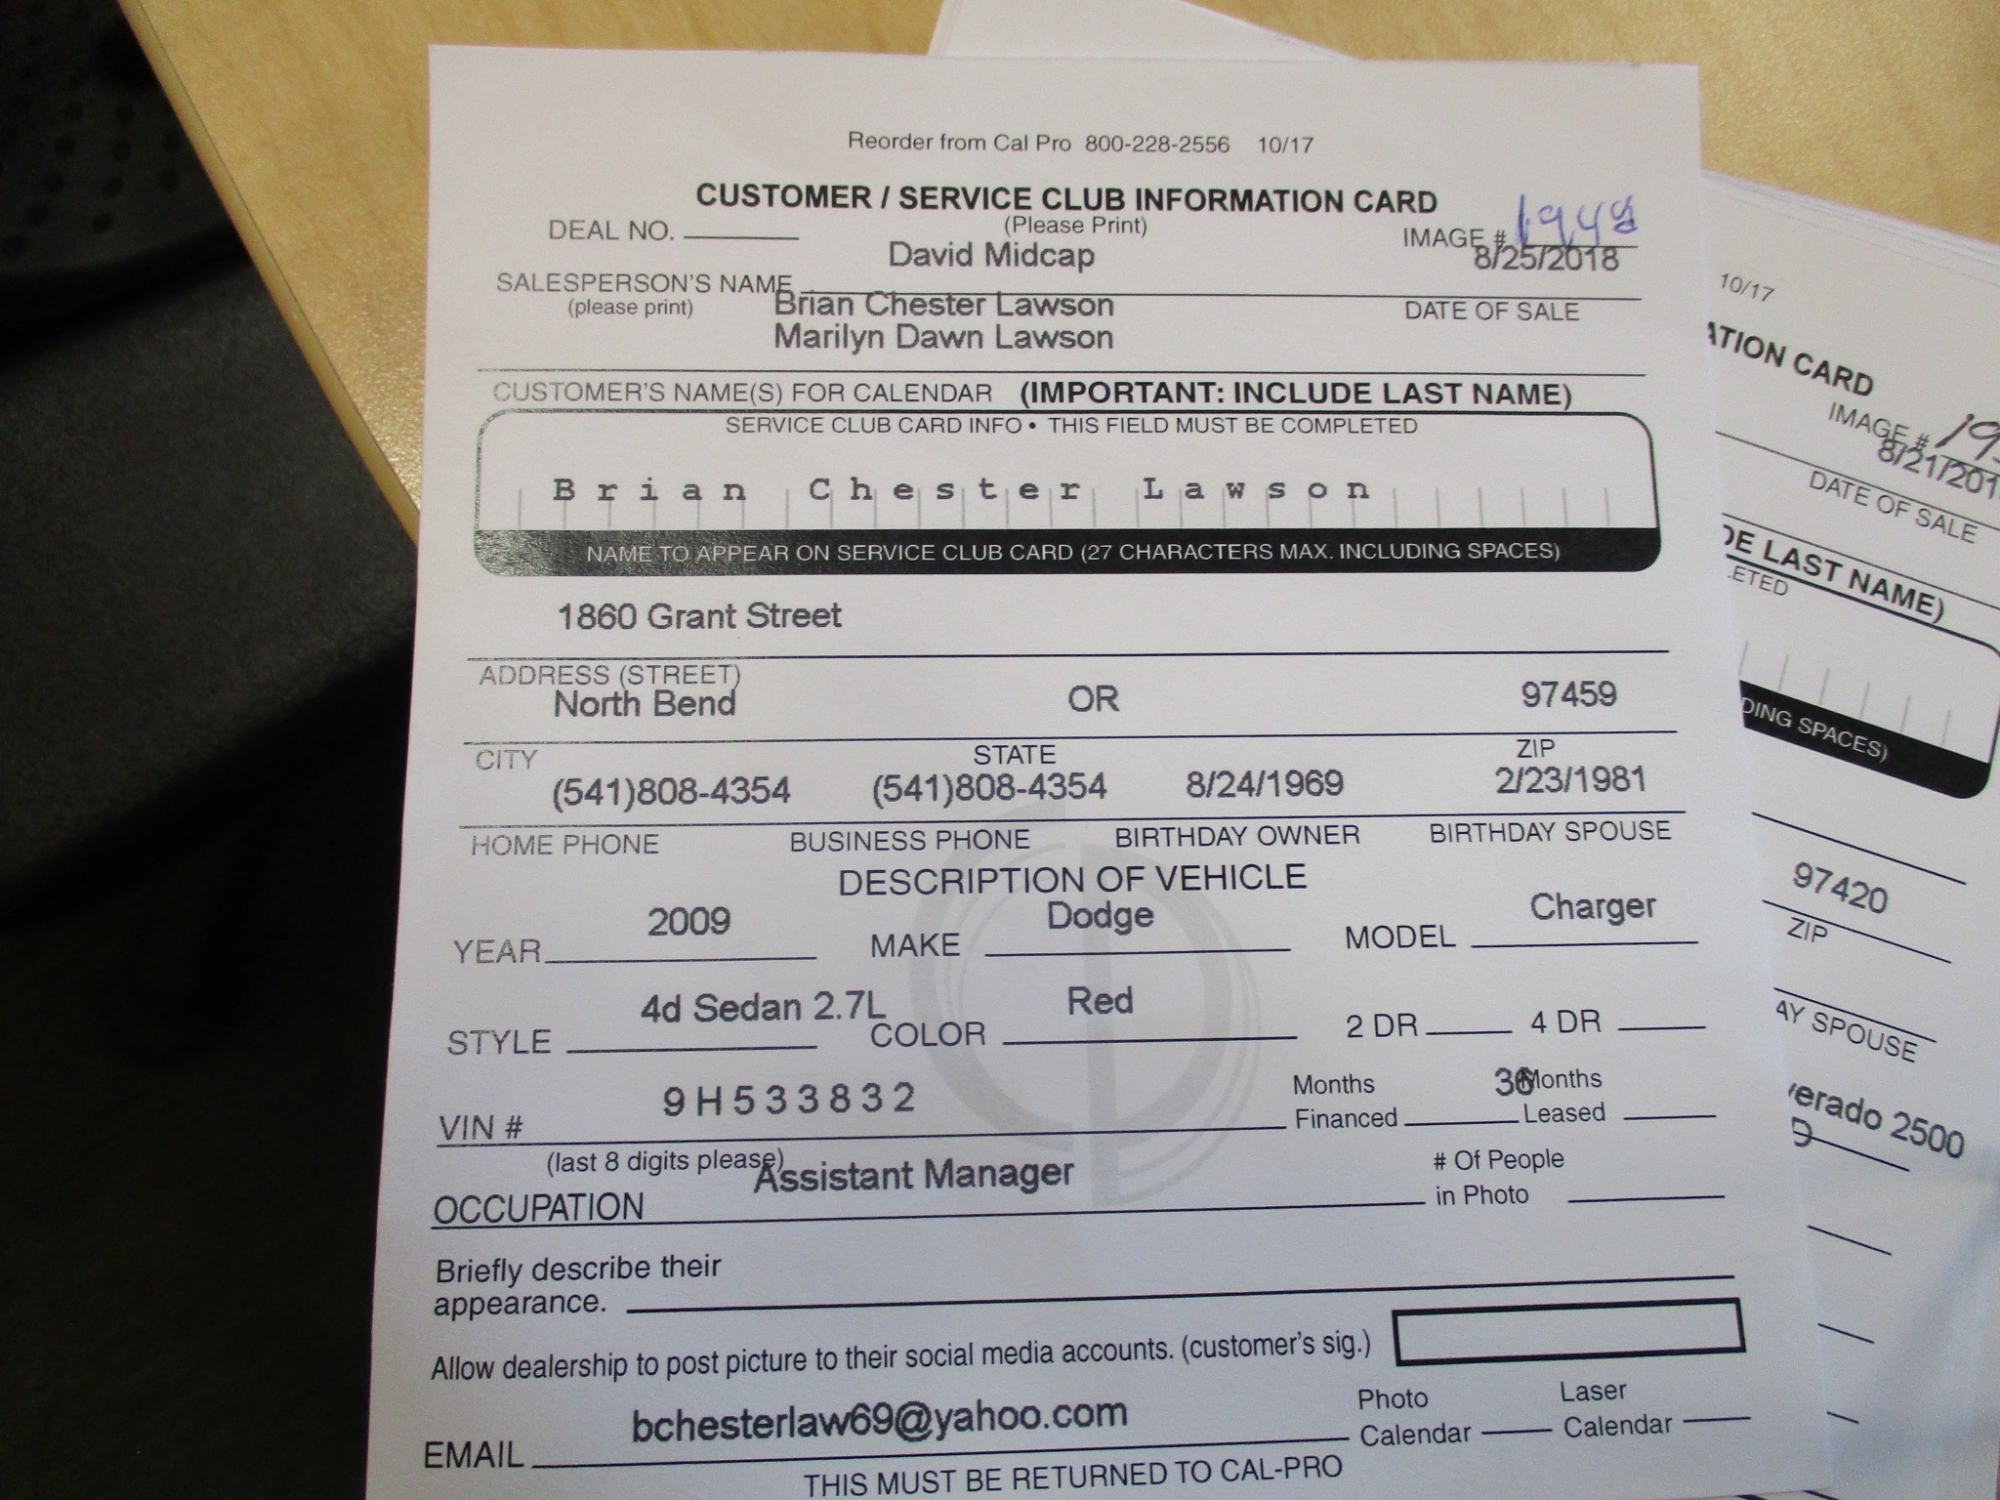 Reorder from Cal Pro 800-228-2556 10/17
CUSTOMER / SERVICE CLUB INFORMATION CARD
(Please Print)
DEAL NO.
IMAGE #
David Midcap
8/25/2018
SALESPERSON'S NAME
(please print)
DATE OF SALE
Brian Chester Lawson
Marilyn Dawn Lawson
CUSTOMER'S NAME(S) FOR CALENDAR (IMPORTANT: INCLUDE LAST NAME)
SERVICE CLUB CARD INFO • THIS FIELD MUST BE COMPLETED
Brian Chester Lawson
NAME TO APPEAR ON SERVICE CLUB CARD (27 CHARACTERS MAX. INCLUDING SPACES)
1860 Grant Street
ADDRESS (STREET)
North Bend OR 97459
CITY STATE ZIP
(541)808-4354 (541)808-4354 8/24/1969 2/23/1981
HOME PHONE BUSINESS PHONE BIRTHDAY OWNER BIRTHDAY SPOUSE
DESCRIPTION OF VEHICLE
YEAR 2009 MAKE Dodge MODEL Charger
STYLE 4d Sedan 2.7L COLOR Red 2 DR 4 DR
VIN # 9H533832
Months Financed 36 Months Leased
(last 8 digits please)
OCCUPATION Assistant Manager
# Of People in Photo
Briefly describe their
appearance.
Allow dealership to post picture to their social media accounts. (customer's sig.)
EMAIL bchesterlaw69@yahoo.com
Photo Calendar Laser Calendar
THIS MUST BE RETURNED TO CAL-PRO
10/17
ATION CARD
IMAGE #
8/21/201
DATE OF SALE
DE LAST NAME)
ETED
DING SPACES)
97420
ZIP
AY SPOUSE
verado 2500